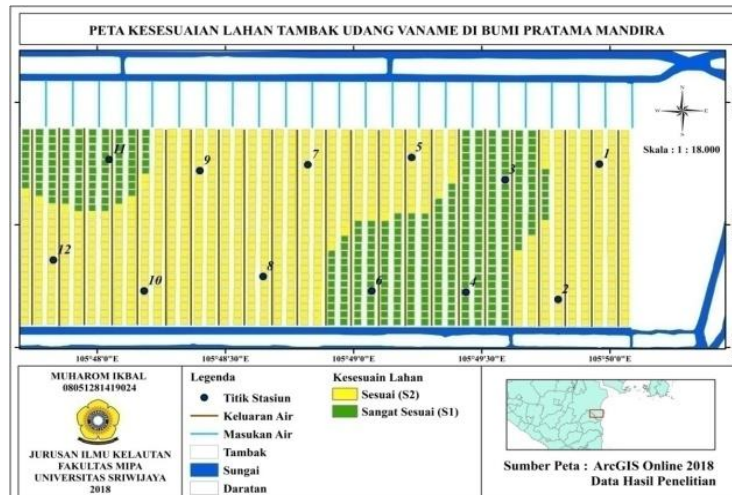 PETA KESESUAIAN LAHAN TAMBAK UDANG VANAME DI BUMI PRATAMA MANDIRA
Skala : 1 : 18.000
11
9
7
5
3
1
12
10
8
6
4
2
105°48'0"E
105°48'30"E
105°49'0"E
105°49'30"E
105°50'0"E
MUHAROM IKBAL
08051281419024
JURUSAN ILMU KELAUTAN
FAKULTAS MIPA
UNIVERSITAS SRIWIJAYA
2018
Legenda
Titik Stasiun
Keluaran Air
Masukan Air
Tambak
Sungai
Daratan
Kesesuain Lahan
Sesuai (S2)
Sangat Sesuai (S1)
Sumber Peta : ArcGIS Online 2018
Data Hasil Penelitian